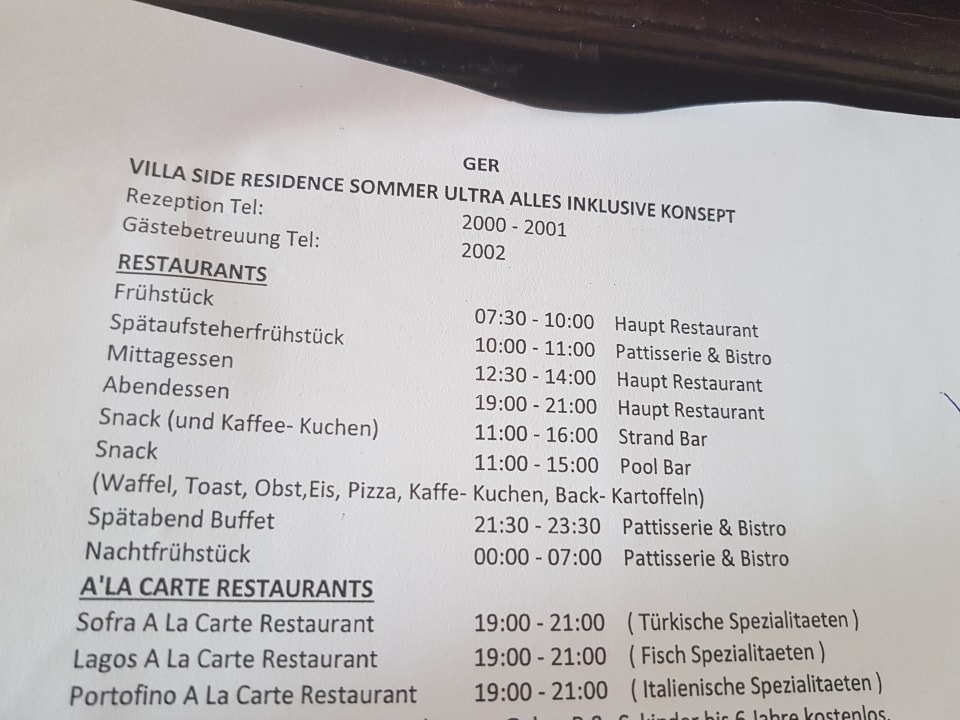 GER
VILLA SIDE RESIDENCE SOMMER ULTRA ALLES INKLUSIVE KONSEPT
Rezeption Tel: 2000 - 2001
Gästebetreuung Tel: 2002
RESTAURANTS
Frühstück 07:30 - 10:00 Haupt Restaurant
Spätaufsteherfrühstück 10:00 - 11:00 Pattisserie & Bistro
Mittagessen 12:30 - 14:00 Haupt Restaurant
Abendessen 19:00 - 21:00 Haupt Restaurant
Snack (und Kaffee- Kuchen) 11:00 - 16:00 Strand Bar
Snack 11:00 - 15:00 Pool Bar
(Waffel, Toast, Obst,Eis, Pizza, Kaffe- Kuchen, Back- Kartoffeln)
Spätabend Buffet 21:30 - 23:30 Pattisserie & Bistro
Nachtfrühstück 00:00 - 07:00 Pattisserie & Bistro
A'LA CARTE RESTAURANTS
Sofra A La Carte Restaurant 19:00 - 21:00 ( Türkische Spezialitaeten )
Lagos A La Carte Restaurant 19:00 - 21:00 ( Fisch Spezialitaeten )
Portofino A La Carte Restaurant 19:00 - 21:00 ( Italienische Spezialitaeten )
kinder bis 6 Jahre kostenlos.